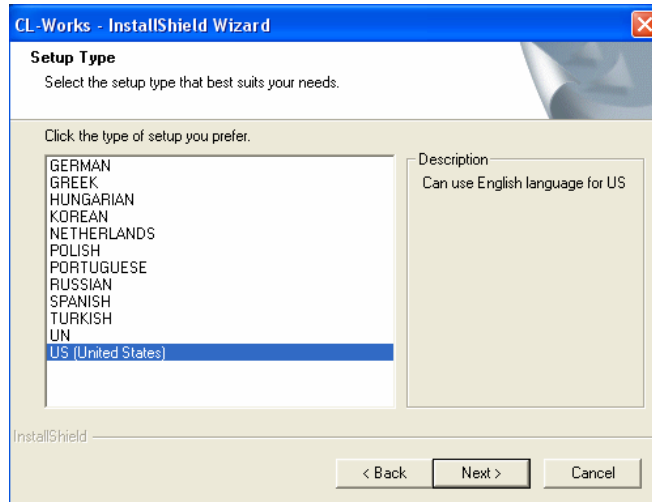 CL-Works - InstallShield Wizard
Setup Type
Select the setup type that best suits your needs.
Click the type of setup you prefer.
GERMAN
GREEK
HUNGARIAN
KOREAN
NETHERLANDS
POLISH
PORTUGUESE
RUSSIAN
SPANISH
TURKISH
UN
US (United States)
Description
Can use English language for US
InstallShield
< Back
Next >
Cancel